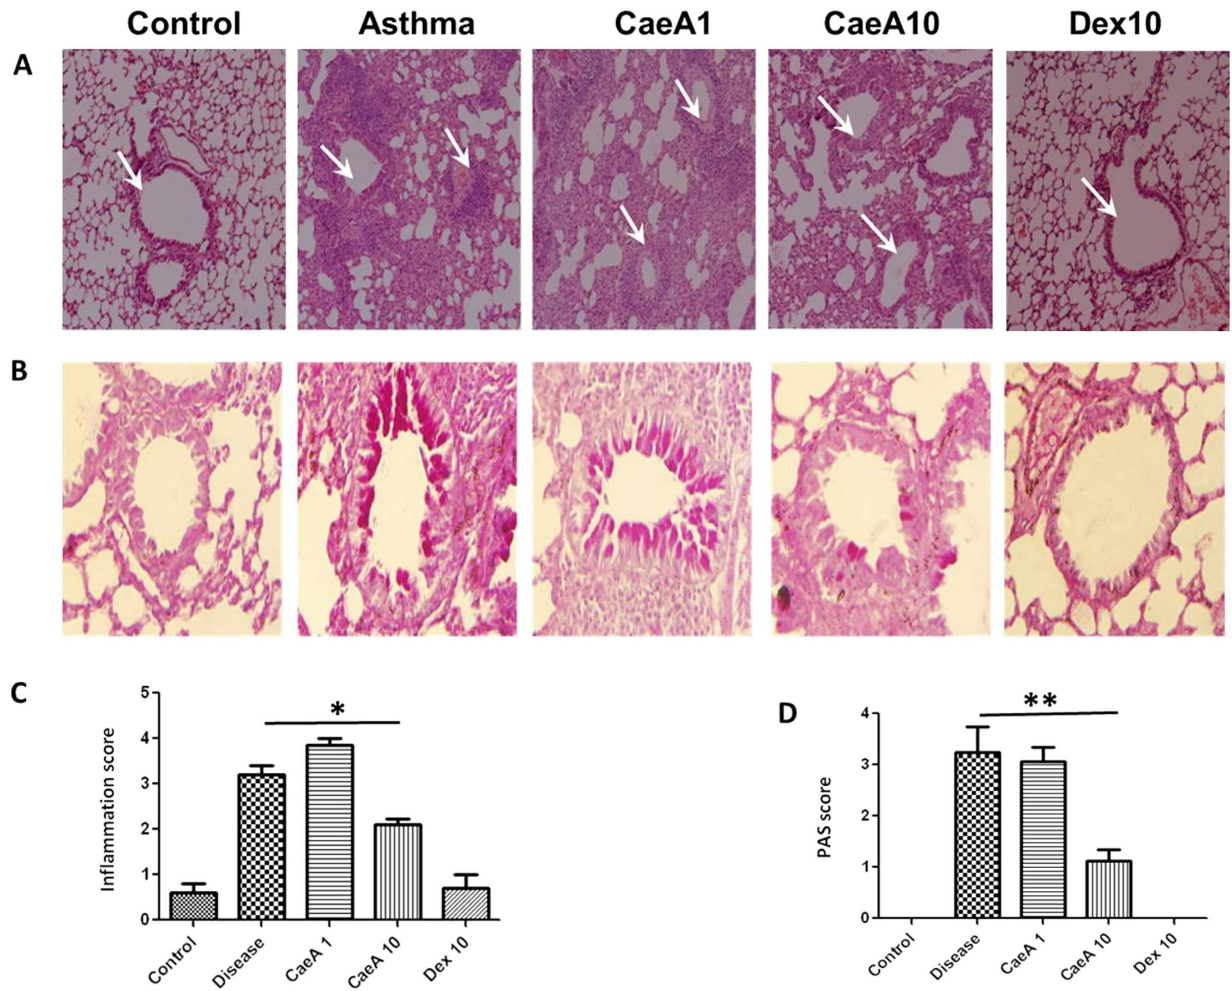 Control Asthma CaeA1 CaeA10 Dex10
A
B
C
Inflammation score
5
4
3
2
1
0
*
Control Disease CaeA 1 CaeA 10 Dex 10
D
PAS score
4
3
2
1
0
**
Control Disease CaeA 1 CaeA 10 Dex 10